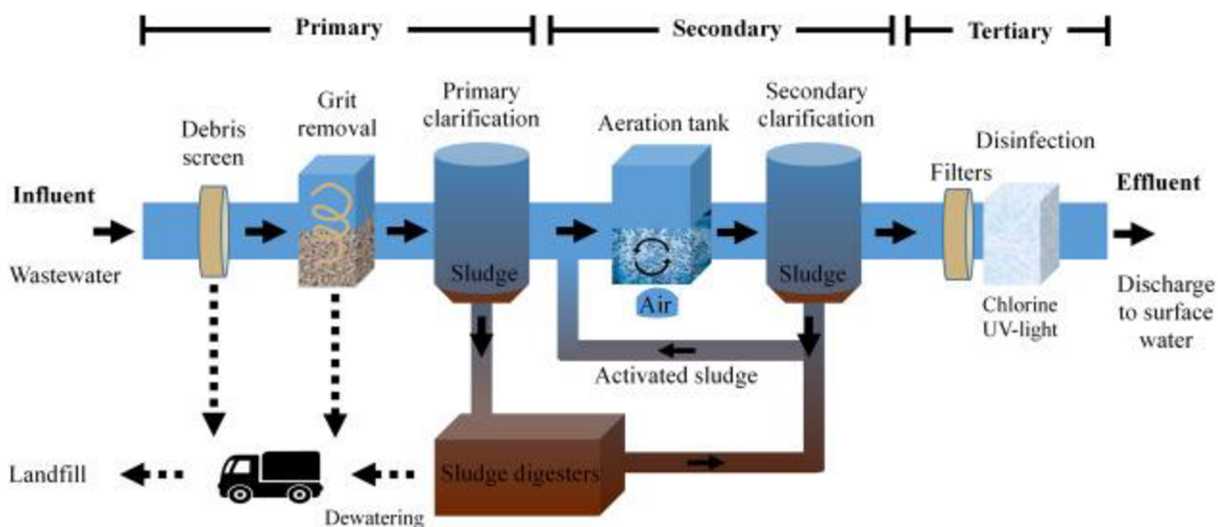 Primary
Secondary
Tertiary
Grit
removal
Primary
clarification
Secondary
clarification
Debris
screen
Aeration tank
Disinfection
Filters
Influent
Effluent
Wastewater
Sludge
Sludge
Air
Chlorine
UV-light
Discharge
to surface
water
Activated sludge
Landfill
Sludge digesters
Dewatering